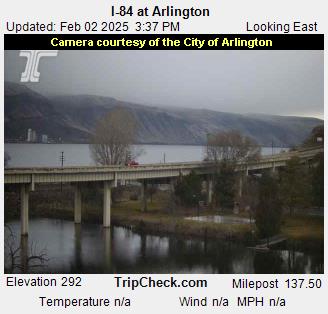 I-84 at Arlington
Updated: Feb 02 2025 3:37 PM Looking East
Camera courtesy of the City of Arlington
Elevation 292 TripCheck.com Milepost 137.50
Temperature n/a Wind n/a MPH n/a